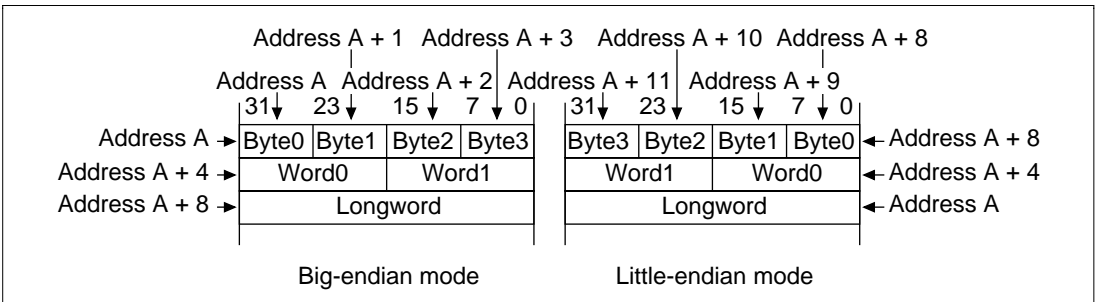 Address A + 1 Address A + 3 Address A + 10 Address A + 8
Address A Address A + 2 Address A + 11 Address A + 9
31 23 15 7 0 31 23 15 7 0
Address A Byte0 Byte1 Byte2 Byte3 Byte3 Byte2 Byte1 Byte0 Address A + 8
Address A + 4 Word0 Word1 Word1 Word0 Address A + 4
Address A + 8 Longword Longword Address A
Big-endian mode Little-endian mode